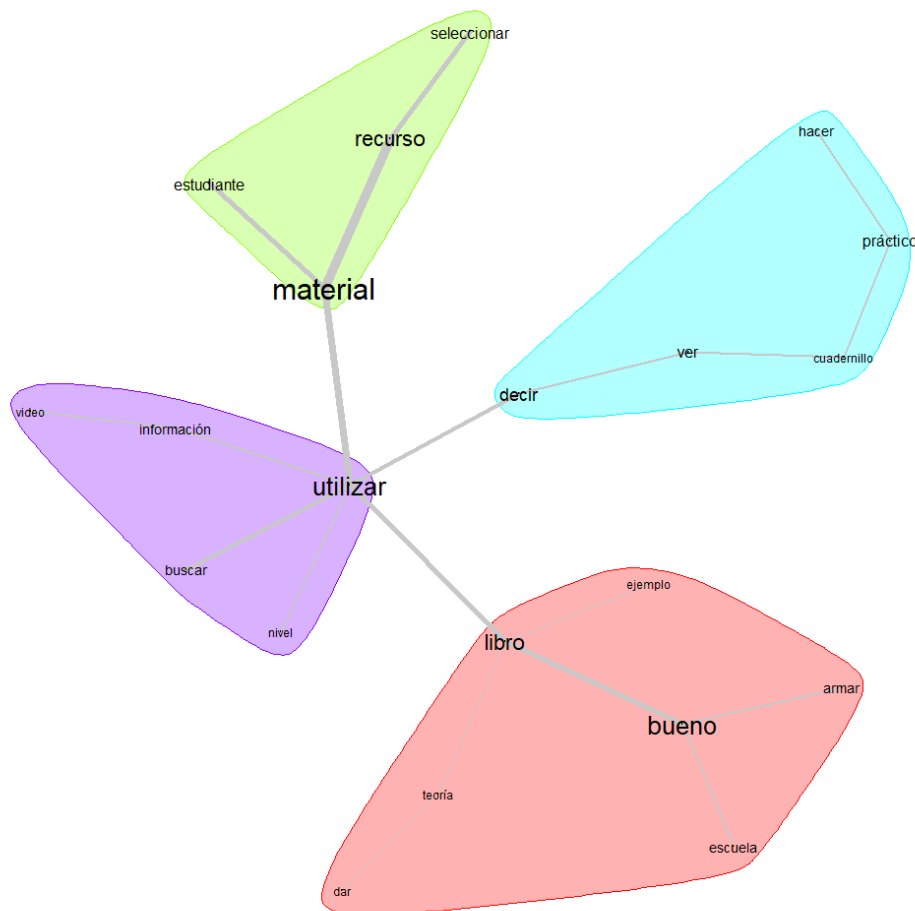 seleccionar
hacer
recurso
estudiante
práctico
material
ver
cuadernillo
decir
video
información
utilizar
buscar
ejemplo
nivel
libro
armar
bueno
teoría
escuela
dar